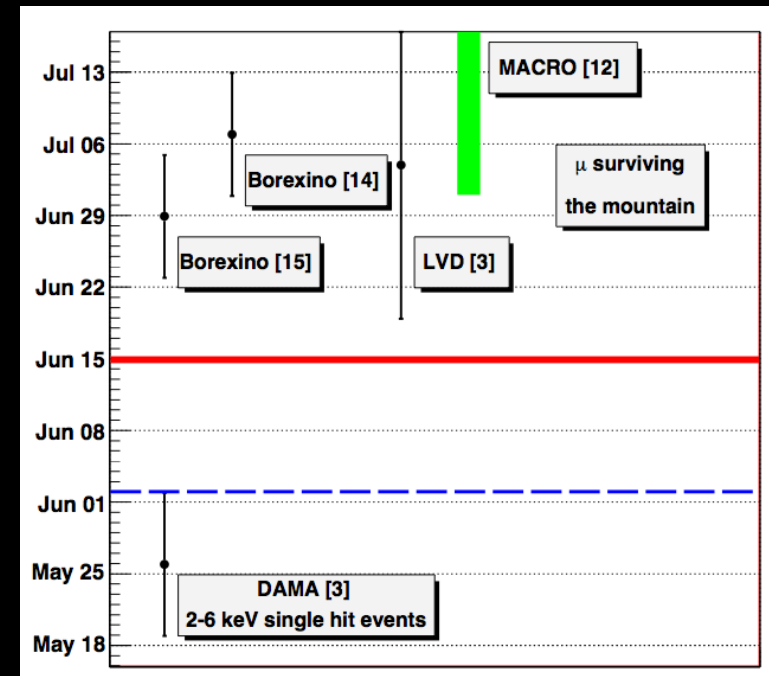 Jul 13
Jul 06
Jun 29
Jun 22
Jun 15
Jun 08
Jun 01
May 25
May 18
MACRO [12]
μ surviving
the mountain
Borexino [14]
Borexino [15]
LVD [3]
DAMA [3]
2-6 keV single hit events